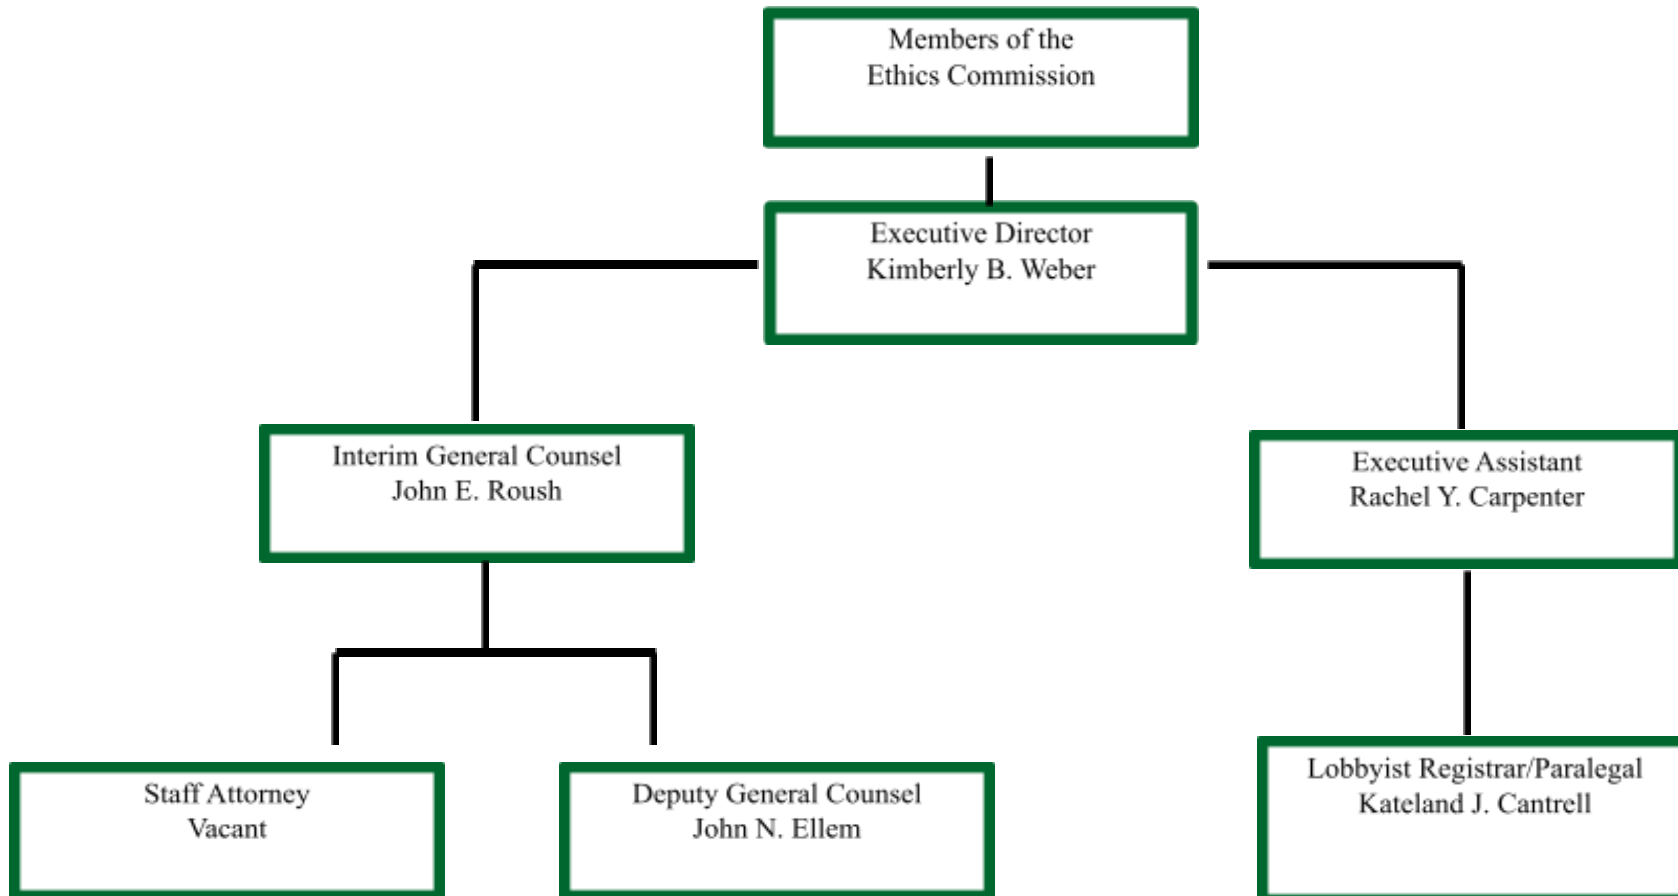 Members of the
Ethics Commission
Executive Director
Kimberly B. Weber
Interim General Counsel
John E. Roush
Executive Assistant
Rachel Y. Carpenter
Staff Attorney
Vacant
Deputy General Counsel
John N. Ellem
Lobbyist Registrar/Paralegal
Kateland J. Cantrell